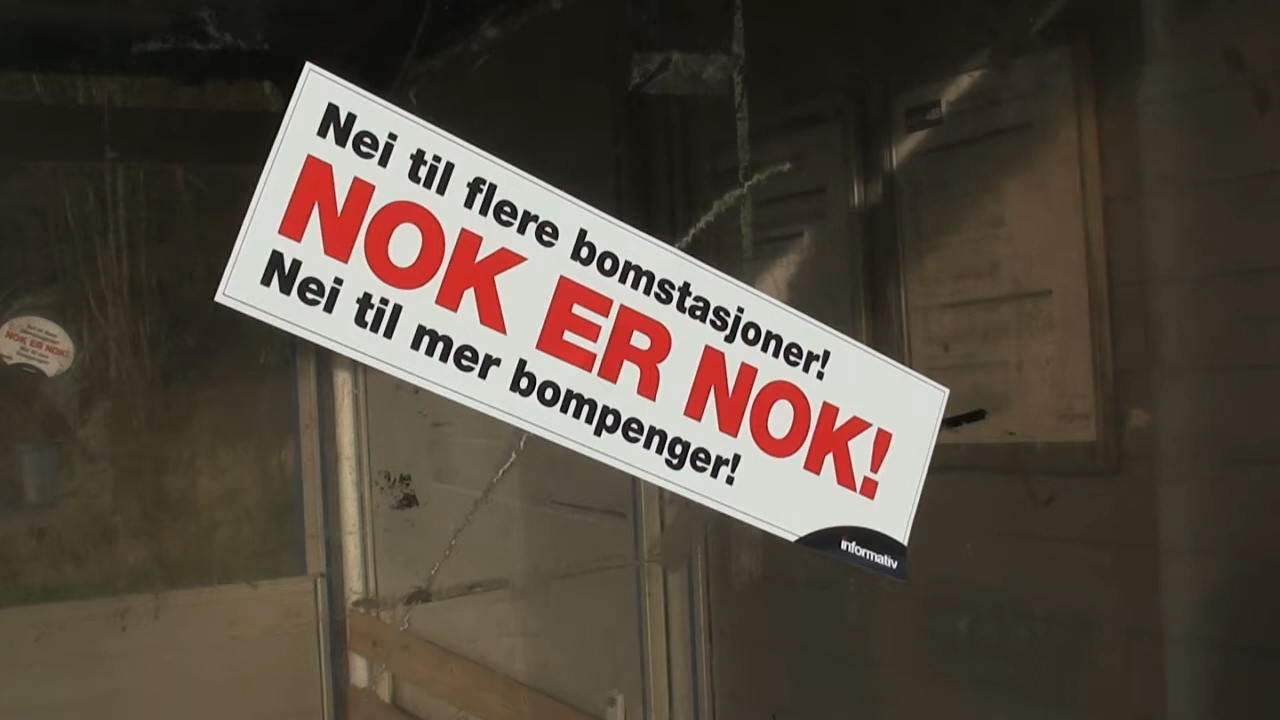 Nei til flere bomstasjoner!
NOK ER NOK!
Nei til mer bompenger!
informativ
NOK ER NOK!